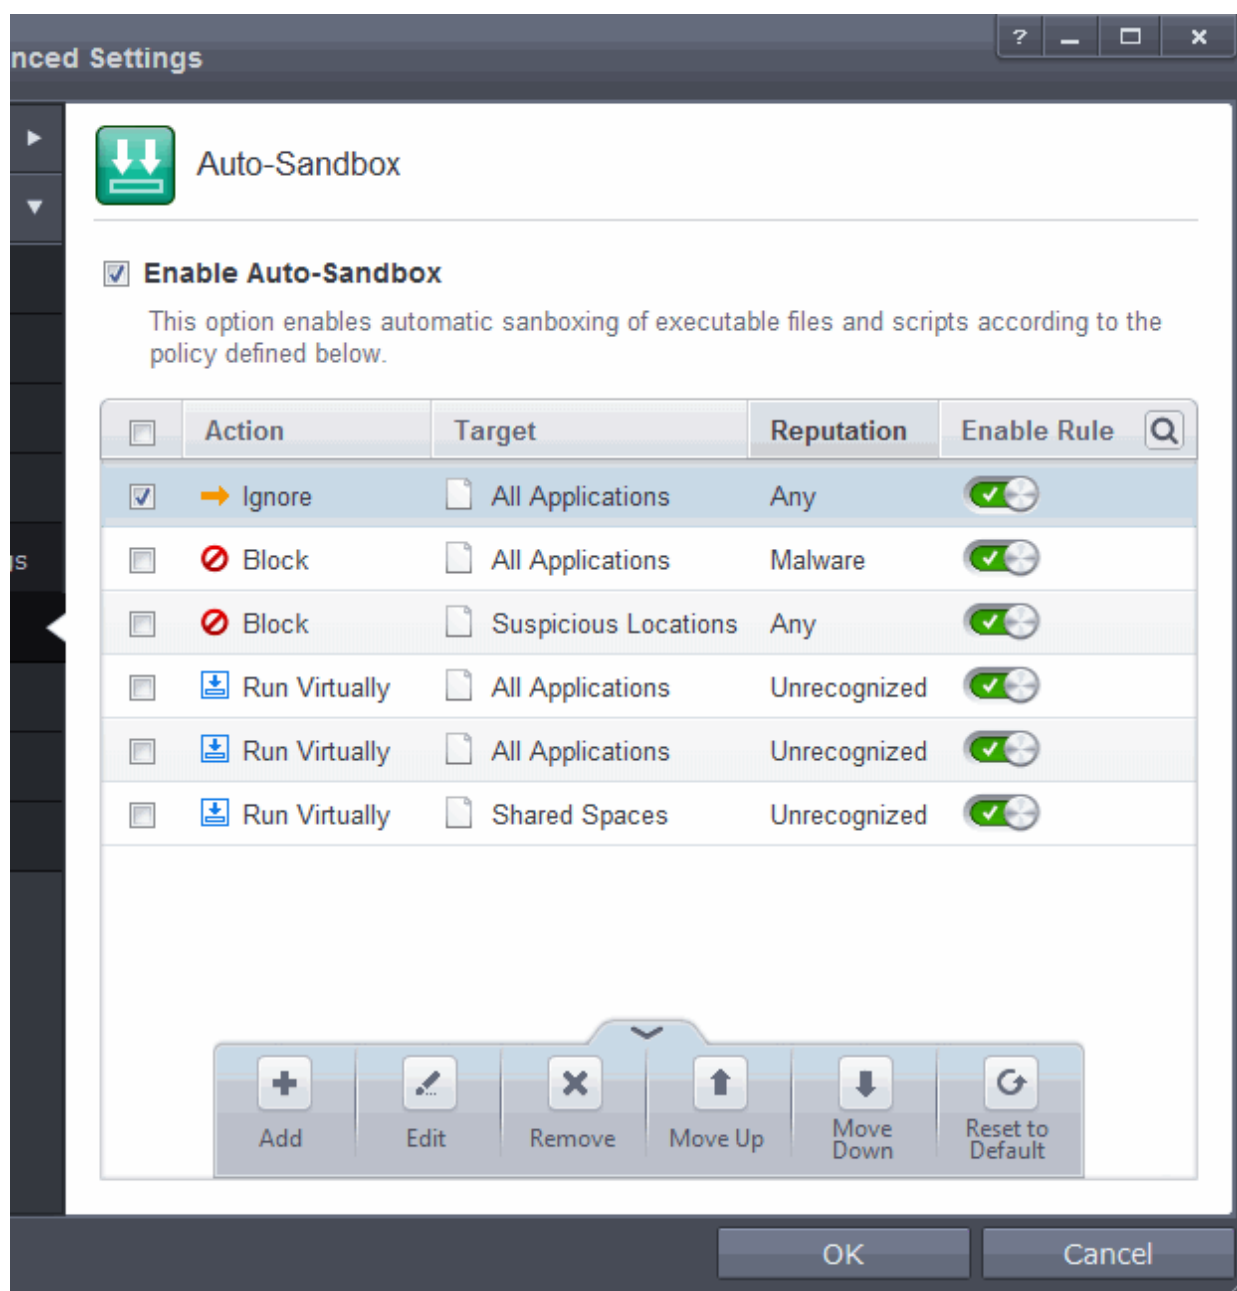 nced Settings
?
Auto-Sandbox
Enable Auto-Sandbox
This option enables automatic sanboxing of executable files and scripts according to the
policy defined below.
Action Target Reputation Enable Rule
Ignore All Applications Any
Block All Applications Malware
Block Suspicious Locations Any
Run Virtually All Applications Unrecognized
Run Virtually All Applications Unrecognized
Run Virtually Shared Spaces Unrecognized
gs
Add Edit Remove Move Up Move Down Reset to Default
OK Cancel